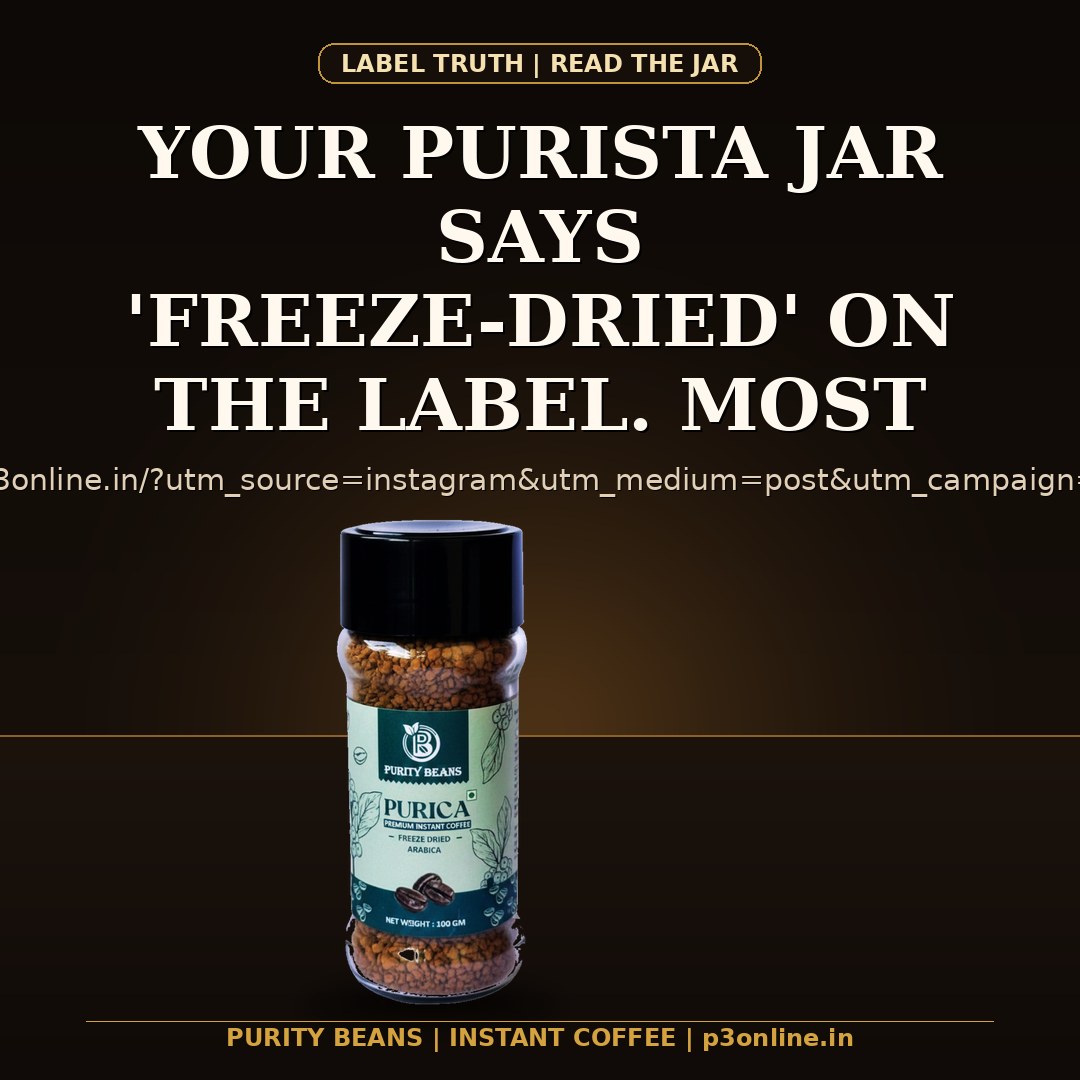 LABEL TRUTH | READ THE JAR
YOUR PURISTA JAR
SAYS
'FREEZE-DRIED' ON
THE LABEL. MOST
3online.in/?utm_source=instagram&utm_medium=post&utm_campaign=
PURITY BEANS
PURICA
PREMIUM INSTANT COFFEE
– FREEZE DRIED –
ARABICA
NET WEIGHT : 100 GM
PURITY BEANS | INSTANT COFFEE | p3online.in